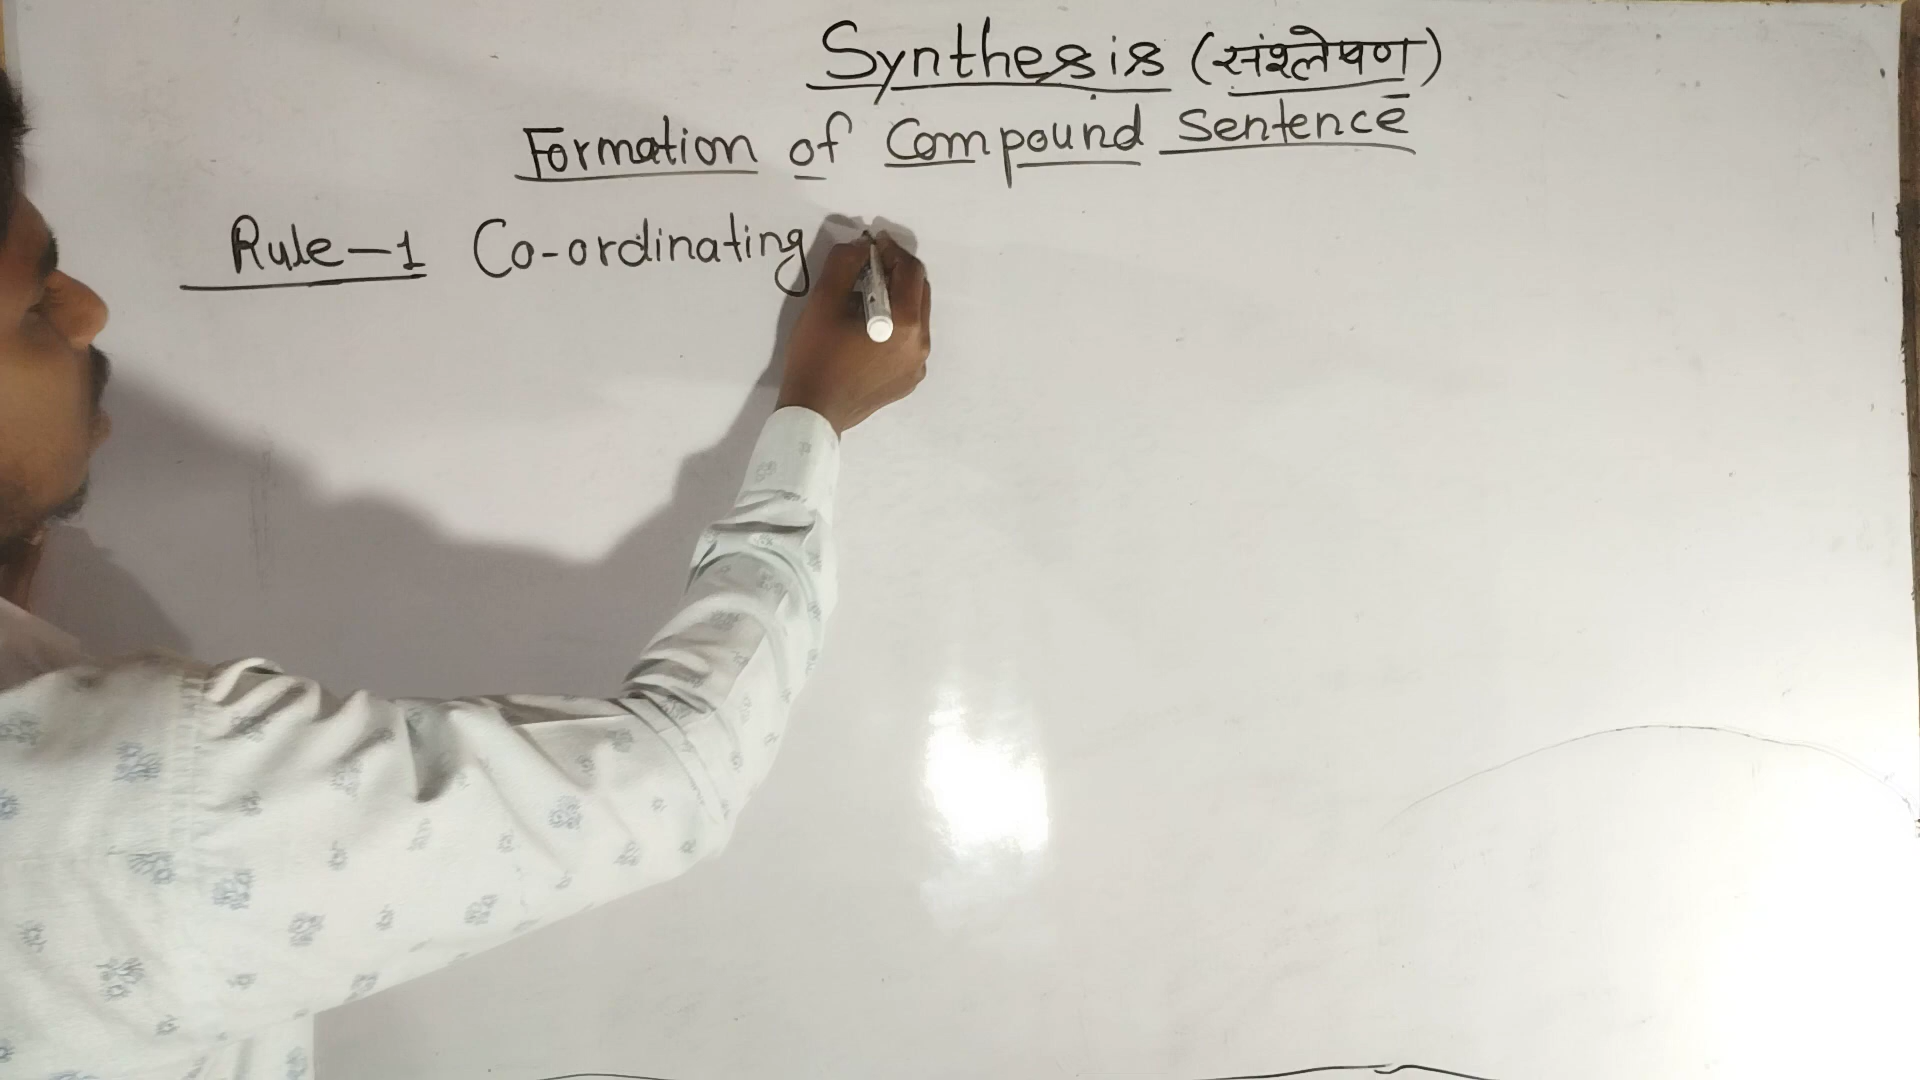 Synthesis (संश्लेषण)
Formation of Compound Sentence
Rule-1 Co-ordinating